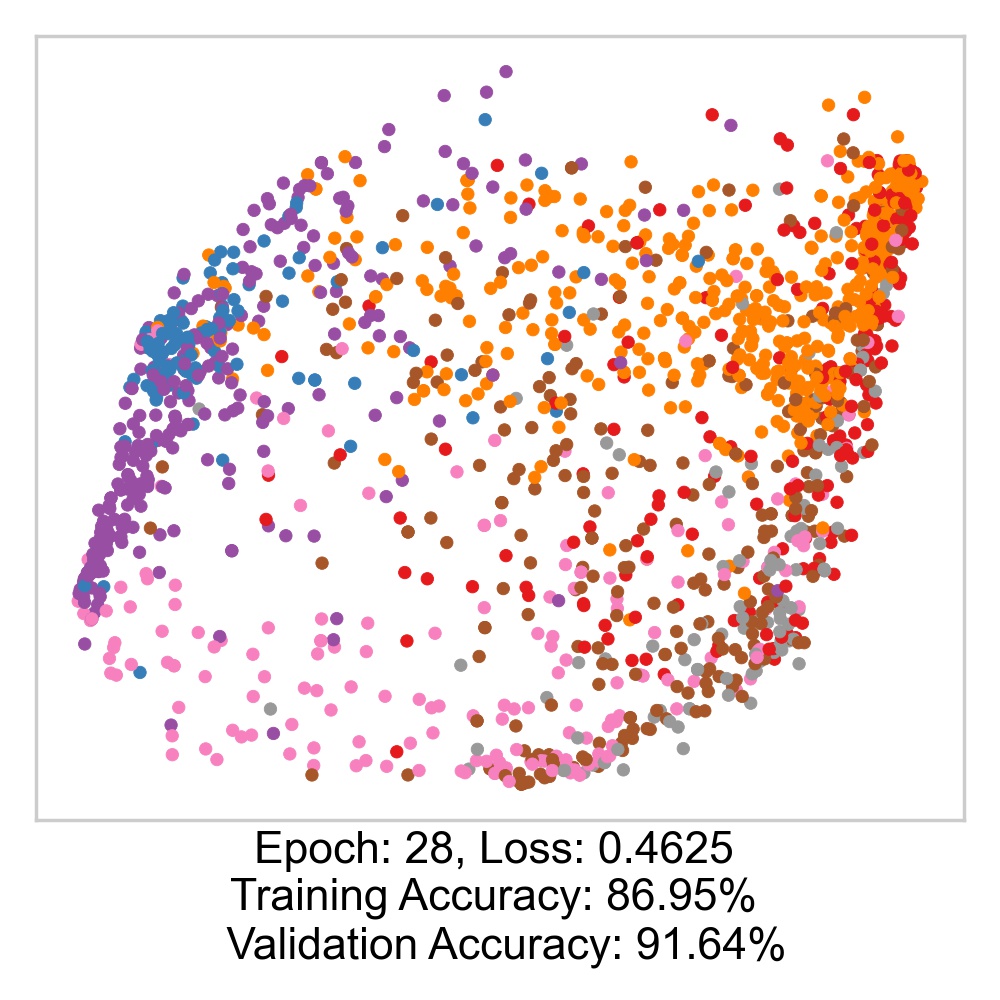 Epoch: 28, Loss: 0.4625
Training Accuracy: 86.95%
Validation Accuracy: 91.64%